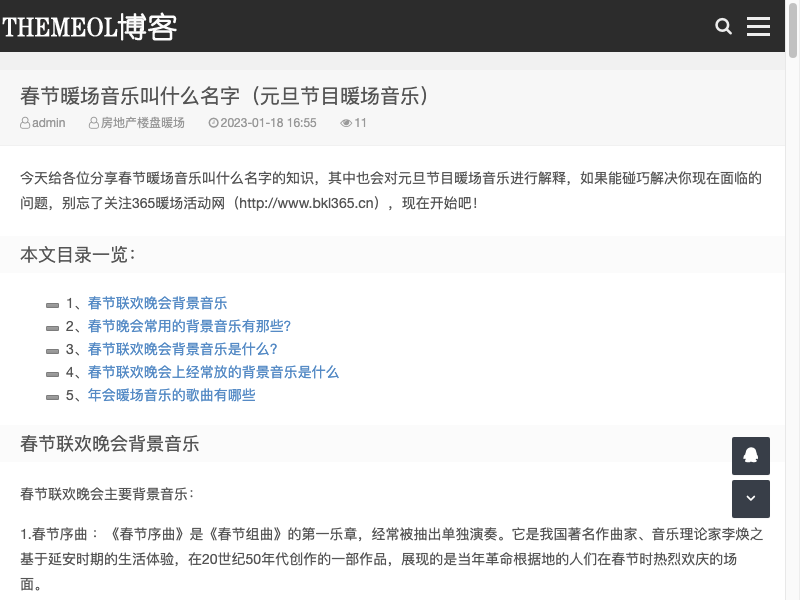 THEMEOL博客
春节暖场音乐叫什么名字（元旦节目暖场音乐）
admin 房地产楼盘暖场 2023-01-18 16:55 11
今天给各位分享春节暖场音乐叫什么名字的知识，其中也会对元旦节目暖场音乐进行解释，如果能碰巧解决你现在面临的
问题，别忘了关注365暖场活动网（http://www.bkl365.cn），现在开始吧！
本文目录一览：
1、春节联欢晚会背景音乐
2、春节晚会常用的背景音乐有那些？
3、春节联欢晚会背景音乐是什么？
4、春节联欢晚会上经常放的背景音乐是什么
5、年会暖场音乐的歌曲有哪些
春节联欢晚会背景音乐
春节联欢晚会主要背景音乐：
1.春节序曲 ：《春节序曲》是《春节组曲》的第一乐章，经常被抽出单独演奏。它是我国著名作曲家、音乐理论家李焕之
基于延安时期的生活体验，在20世纪50年代创作的一部作品，展现的是当年革命根据地的人们在春节时热烈欢庆的场
面。